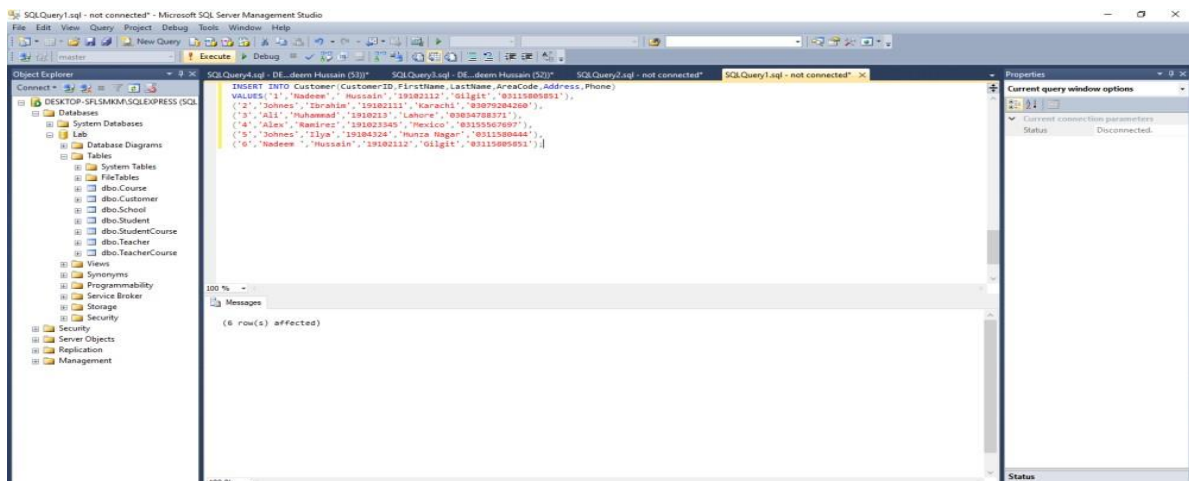 SQLQuery1.sql - not connected* - Microsoft SQL Server Management Studio
File Edit View Query Project Debug Tools Window Help
New Query
master
Execute
Debug
Object Explorer
Connect
DESKTOP-SFLSMKM\SQLEXPRESS (SQL
Databases
System Databases
Lab
Database Diagrams
Tables
System Tables
FileTables
dbo.Course
dbo.Customer
dbo.School
dbo.Student
dbo.StudentCourse
dbo.Teacher
dbo.TeacherCourse
Views
Synonyms
Programmability
Service Broker
Storage
Security
Security
Server Objects
Replication
Management
SQLQuery4.sql - DE...deem Hussain (53))* SQLQuery3.sql - DE...deem Hussain (52))* SQLQuery2.sql - not connected* SQLQuery1.sql - not connected*
INSERT INTO Customer(CustomerID,FirstName,LastName,AreaCode,Address,Phone)
VALUES('1','Nadeem',' Hussain','19102112','Gilgit','03115805851'),
('2','Johnes','Ibrahim','19102111','Karachi','03079204260'),
('3','Ali','Muhammad','1910213','Lahore','03034788371'),
('4','Alex','Ramirez','191023345','Mexico','03155567697'),
('5','Johnes','Ilya','19104324','Hunza Nagar','0311580444'),
('6','Nadeem ','Hussain','19102112','Gilgit','03115805851');
100 %
Messages
(6 row(s) affected)
Properties
Current query window options
Current connection parameters
Status Disconnected.
Status